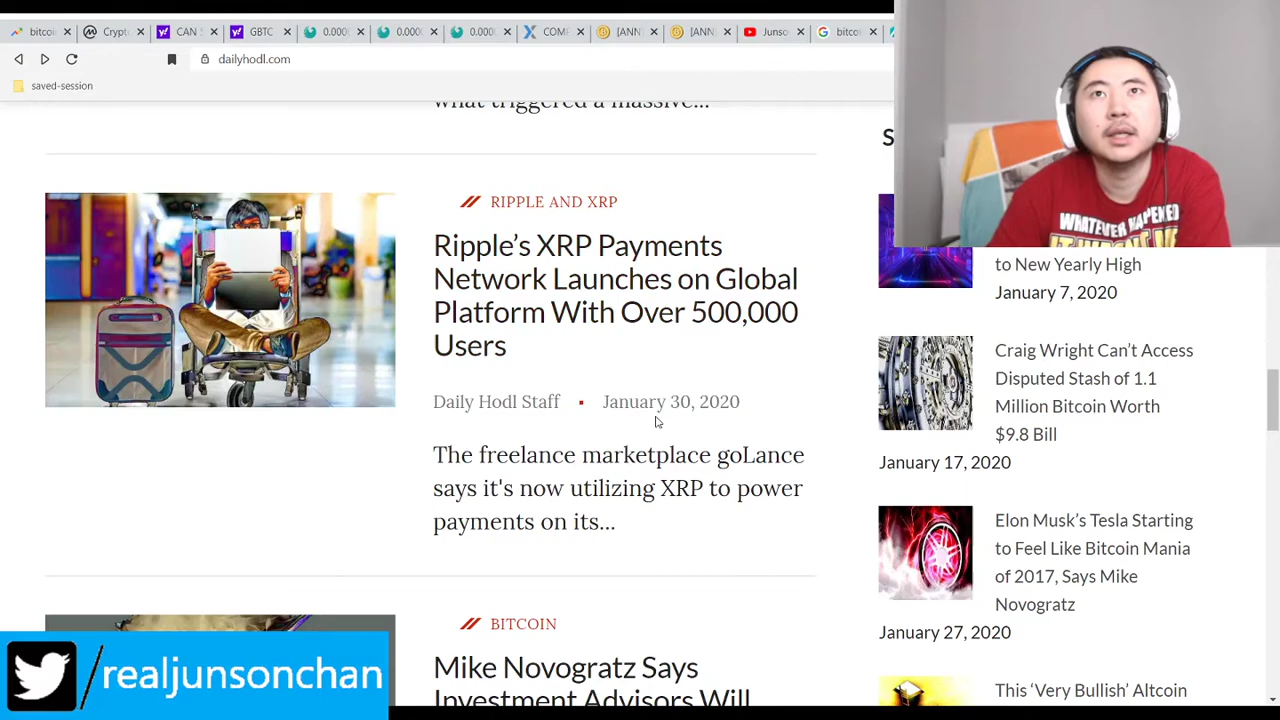 bitcoi
Crypt
CAN S
GBTC
0.000
0.000
0.000
COM
[ANN
[ANN
Junso
bitco
dailyhodl.com
saved-session
what triggered a massive...
S
RIPPLE AND XRP
Ripple's XRP Payments
Network Launches on Global
Platform With Over 500,000
Users
Daily Hodl Staff ▪ January 30, 2020
The freelance marketplace goLance
says it's now utilizing XRP to power
payments on its...
BITCOIN
Mike Novogratz Says
Investment Advisors Will
WHATEVER HAPPENED
to New Yearly High
January 7, 2020
Craig Wright Can't Access
Disputed Stash of 1.1
Million Bitcoin Worth
$9.8 Bill
January 17, 2020
Elon Musk's Tesla Starting
to Feel Like Bitcoin Mania
of 2017, Says Mike
Novogratz
January 27, 2020
This 'Very Bullish' Altcoin
/realjunsonchan